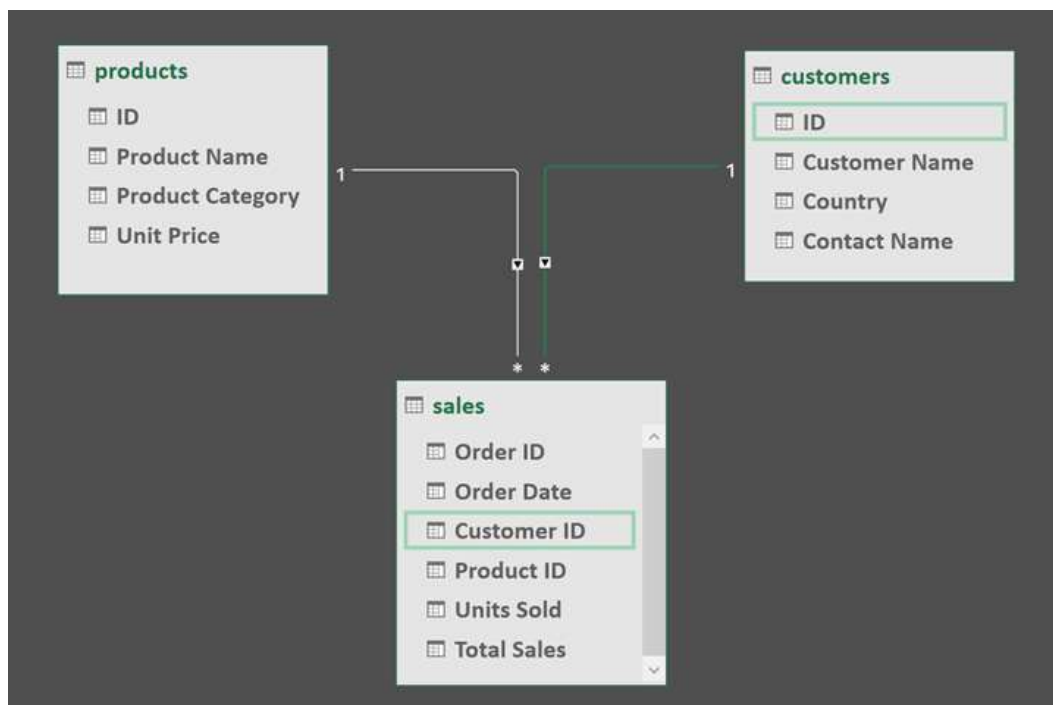 products
ID
Product Name
Product Category
Unit Price
1
customers
ID
Customer Name
Country
Contact Name
1
* *
sales
Order ID
Order Date
Customer ID
Product ID
Units Sold
Total Sales